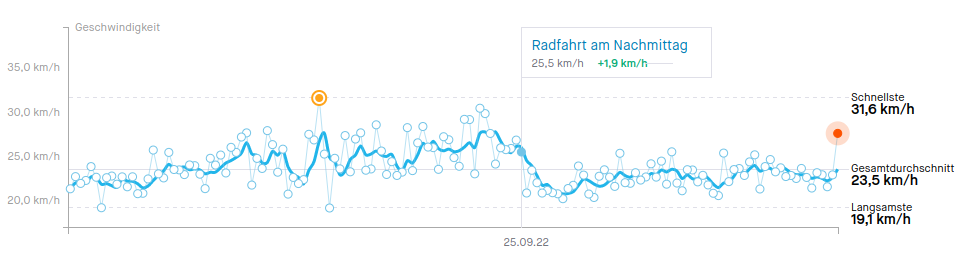 Geschwindigkeit
Radfahrt am Nachmittag
25,5 km/h +1,9 km/h
35,0 km/h
30,0 km/h
25,0 km/h
20,0 km/h
Schnellste
31,6 km/h
Gesamtdurchschnitt
23,5 km/h
Langsamste
19,1 km/h
25.09.22